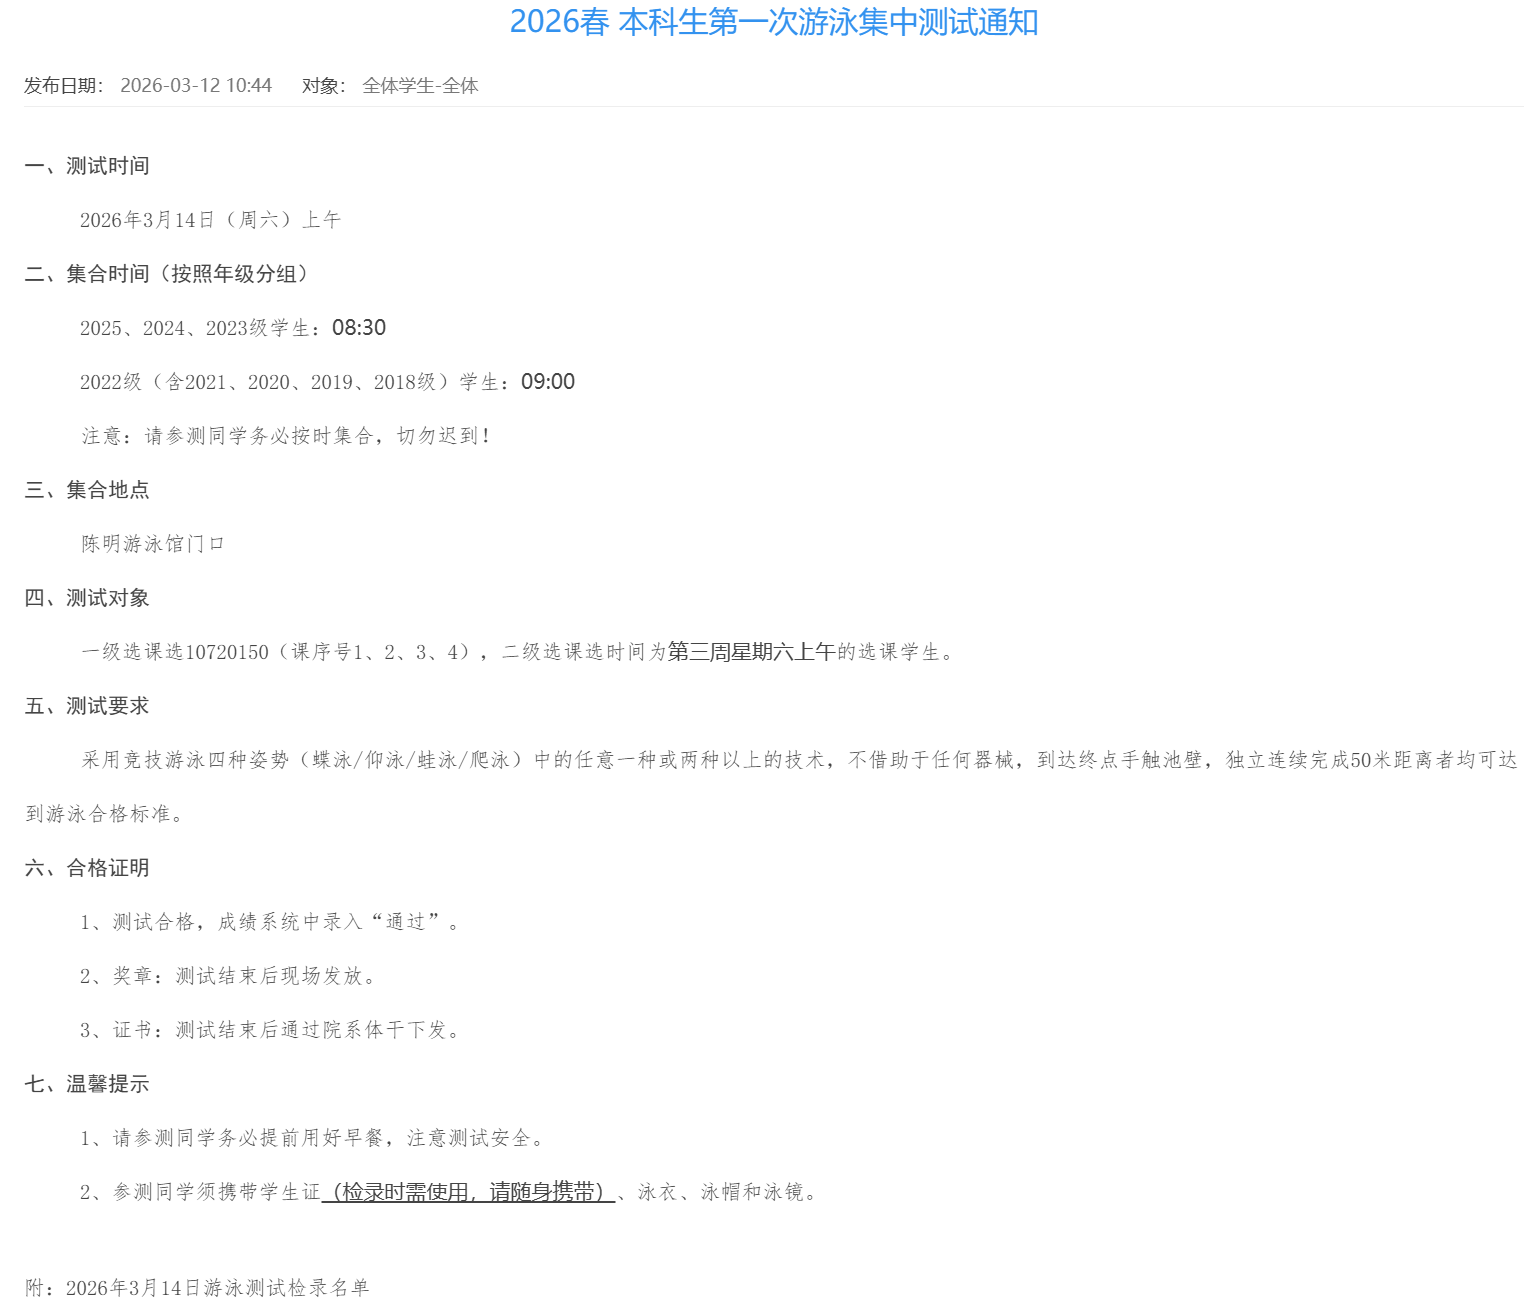 2026春 本科生第一次游泳集中测试通知
发布日期： 2026-03-12 10:44 对象： 全体学生-全体
一、测试时间
2026年3月14日（周六）上午
二、集合时间（按照年级分组）
2025、2024、2023级学生：08:30
2022级（含2021、2020、2019、2018级）学生：09:00
注意：请参测同学务必按时集合，切勿迟到！
三、集合地点
陈明游泳馆门口
四、测试对象
一级选课选10720150（课序号1、2、3、4），二级选课选时间为第三周星期六上午的选课学生。
五、测试要求
采用竞技游泳四种姿势（蝶泳/仰泳/蛙泳/爬泳）中的任意一种或两种以上的技术，不借助于任何器械，到达终点手触池壁，独立连续完成50米距离者均可达
到游泳合格标准。
六、合格证明
1、测试合格，成绩系统中录入“通过”。
2、奖章：测试结束后现场发放。
3、证书：测试结束后通过院系体干下发。
七、温馨提示
1、请参测同学务必提前用好早餐，注意测试安全。
2、参测同学须携带学生证（检录时需使用，请随身携带）、泳衣、泳帽和泳镜。
附：2026年3月14日游泳测试检录名单